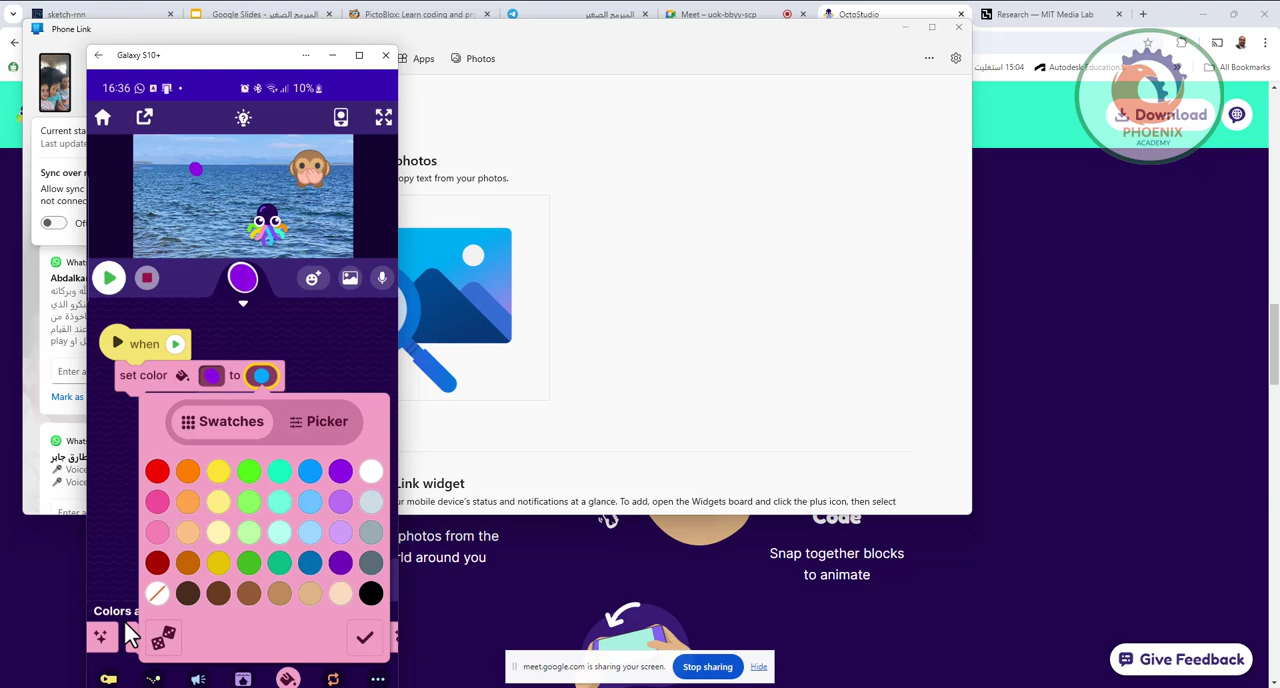 sketch-rnn
Google Slides -
PictoBlox: Learn coding and pr
المبرمج الصغير
Meet – uok-bbyy-scp
OctoStudio
Research — MIT Media Lab
Phone Link
Galaxy S10+
Apps
Photos
15:04 استغليت
Autodesk Education
All Bookmarks
16:36
10%
Download
PHOENIX
ACADEMY
Current sta
Last update
Sync over
Allow sync
not connec
photos
opy text from your photos.
Abdalkar
when
set color
to
Enter a
Mark as
Swatches
Picker
طارق جابر
Voice
Voice
Enter a
Link widget
ur mobile device's status and notifications at a glance. To add, open the Widgets board and click the plus icon, then select
Code
photos from the
rld around you
Snap together blocks
to animate
Colors a
meet.google.com is sharing your screen.
Stop sharing
Hide
Give Feedback